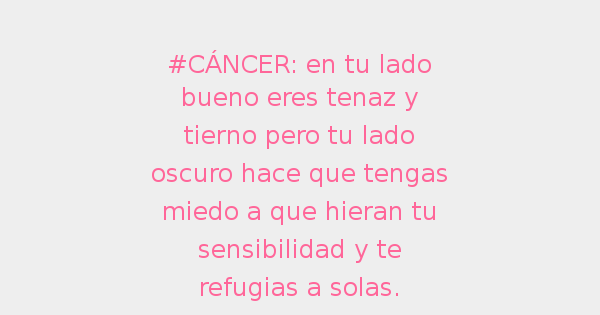 #CÁNCER: en tu lado
bueno eres tenaz y
tierno pero tu lado
oscuro hace que tengas
miedo a que hieran tu
sensibilidad y te
refugias a solas.